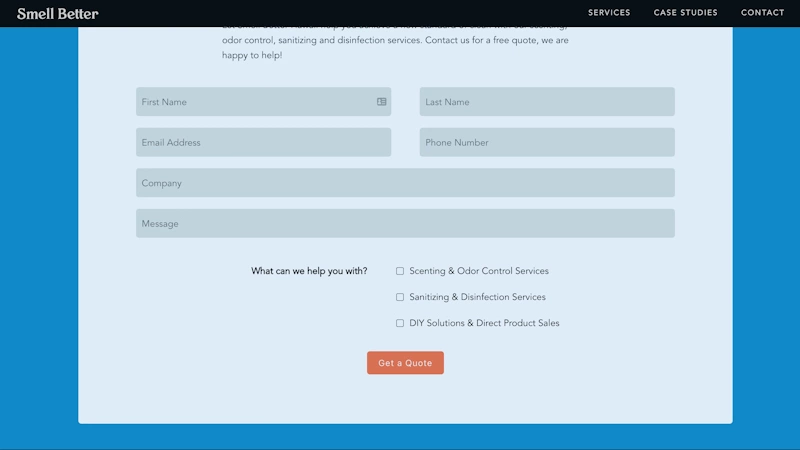 Smell Better
SERVICES CASE STUDIES CONTACT
odor control, sanitizing and disinfection services. Contact us for a free quote, we are
happy to help!
First Name
Last Name
Email Address
Phone Number
Company
Message
What can we help you with?
Scenting & Odor Control Services
Sanitizing & Disinfection Services
DIY Solutions & Direct Product Sales
Get a Quote